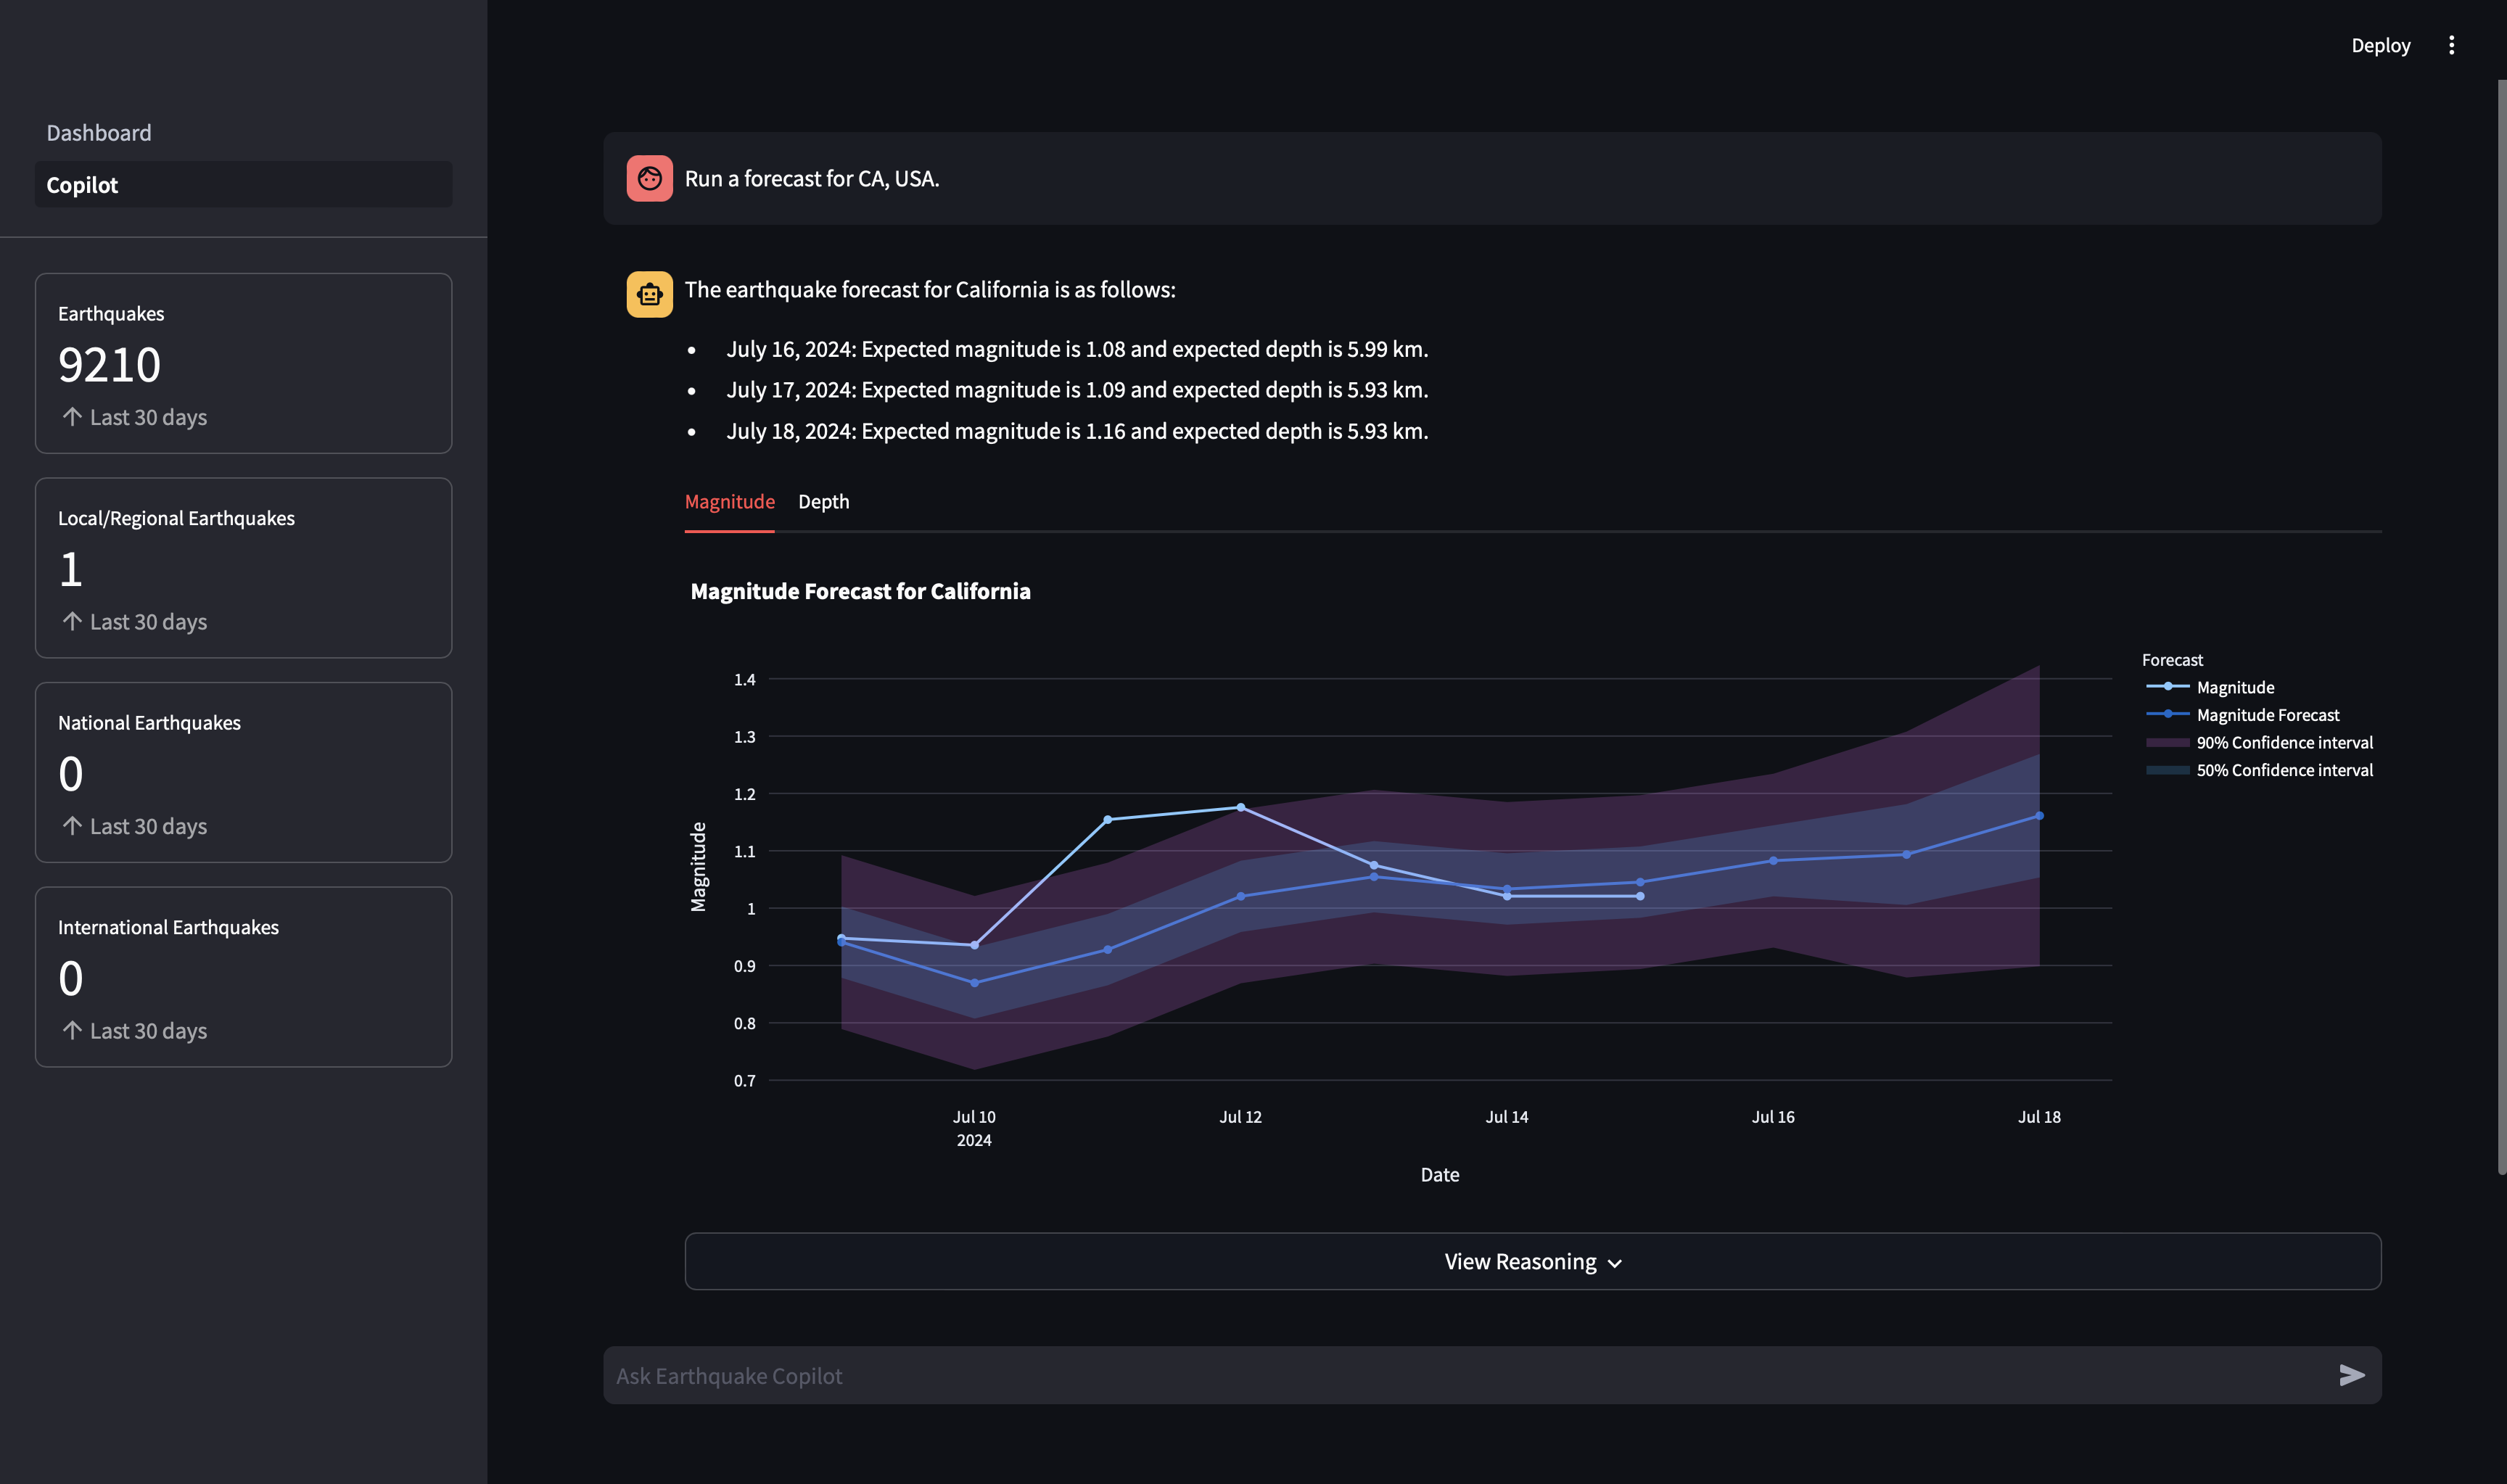 Deploy
Dashboard
Copilot
Earthquakes
9210
Last 30 days
Local/Regional Earthquakes
1
Last 30 days
National Earthquakes
0
Last 30 days
International Earthquakes
0
Last 30 days
Run a forecast for CA, USA.
The earthquake forecast for California is as follows:
• July 16, 2024: Expected magnitude is 1.08 and expected depth is 5.99 km.
• July 17, 2024: Expected magnitude is 1.09 and expected depth is 5.93 km.
• July 18, 2024: Expected magnitude is 1.16 and expected depth is 5.93 km.
Magnitude Depth
Magnitude Forecast for California
Magnitude
1.4
1.3
1.2
1.1
1
0.9
0.8
0.7
Jul 10 Jul 12 Jul 14 Jul 16 Jul 18
2024
Date
Forecast
Magnitude
Magnitude Forecast
90% Confidence interval
50% Confidence interval
View Reasoning
Ask Earthquake Copilot